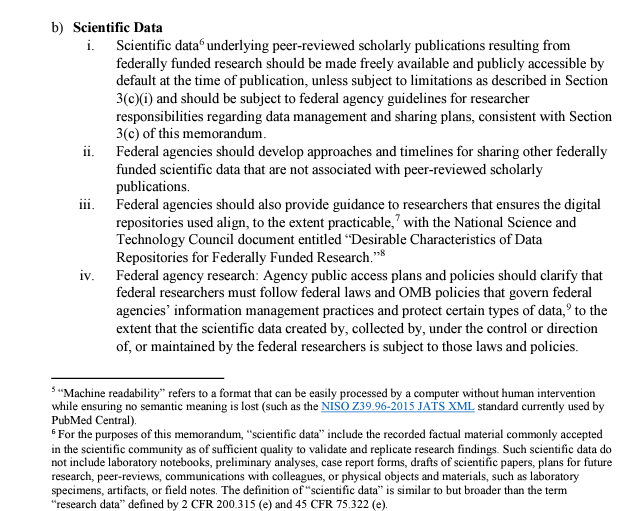 b) Scientific Data
i. Scientific data6 underlying peer-reviewed scholarly publications resulting from
federally funded research should be made freely available and publicly accessible by
default at the time of publication, unless subject to limitations as described in Section
3(c)(i) and should be subject to federal agency guidelines for researcher
responsibilities regarding data management and sharing plans, consistent with Section
3(c) of this memorandum.
ii. Federal agencies should develop approaches and timelines for sharing other federally
funded scientific data that are not associated with peer-reviewed scholarly
publications.
iii. Federal agencies should also provide guidance to researchers that ensures the digital
repositories used align, to the extent practicable,7 with the National Science and
Technology Council document entitled “Desirable Characteristics of Data
Repositories for Federally Funded Research.”8
iv. Federal agency research: Agency public access plans and policies should clarify that
federal researchers must follow federal laws and OMB policies that govern federal
agencies’ information management practices and protect certain types of data,9 to the
extent that the scientific data created by, collected by, under the control or direction
of, or maintained by the federal researchers is subject to those laws and policies.
5 “Machine readability” refers to a format that can be easily processed by a computer without human intervention
while ensuring no semantic meaning is lost (such as the NISO Z39.96-2015 JATS XML standard currently used by
PubMed Central).
6 For the purposes of this memorandum, “scientific data” include the recorded factual material commonly accepted
in the scientific community as of sufficient quality to validate and replicate research findings. Such scientific data do
not include laboratory notebooks, preliminary analyses, case report forms, drafts of scientific papers, plans for future
research, peer-reviews, communications with colleagues, or physical objects and materials, such as laboratory
specimens, artifacts, or field notes. The definition of “scientific data” is similar to but broader than the term
“research data” defined by 2 CFR 200.315 (e) and 45 CFR 75.322 (e).